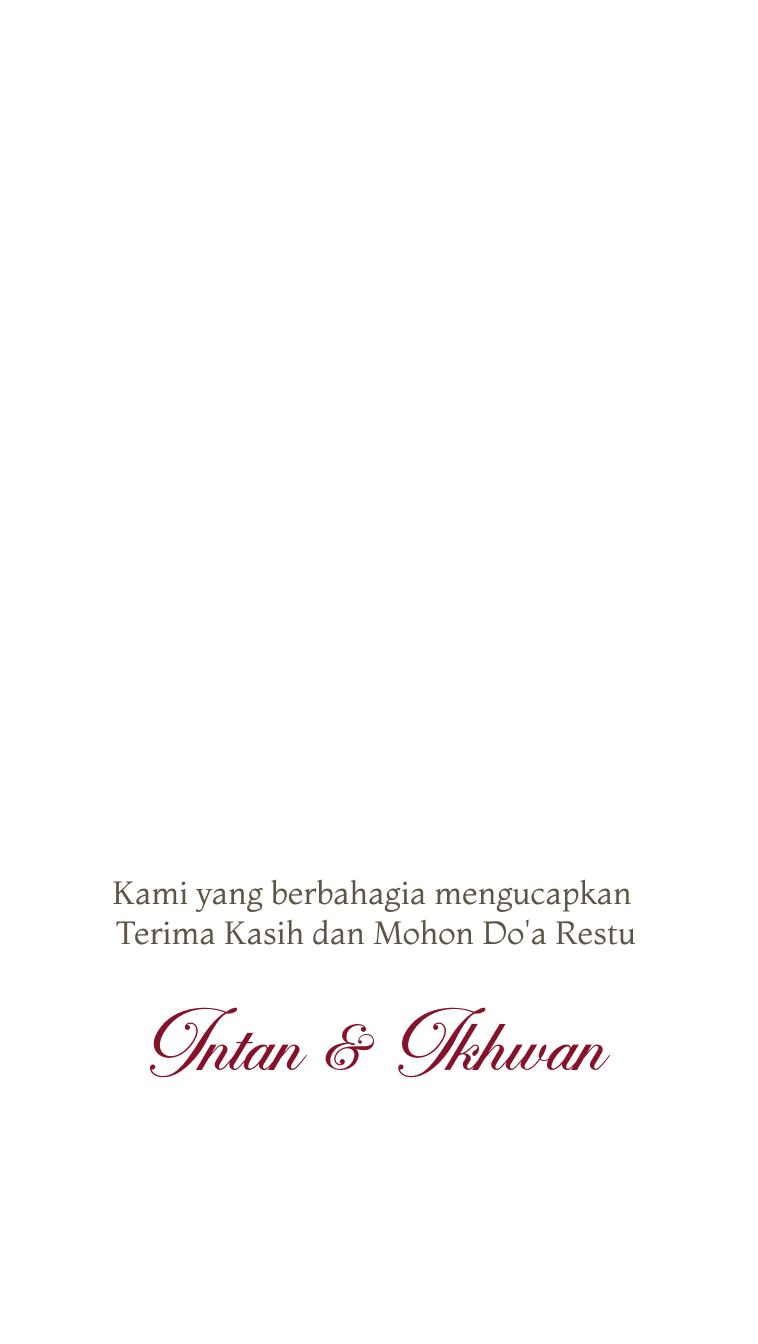 Kami yang berbahagia mengucapkan
Terima Kasih dan Mohon Do'a Restu
Intan & Ikhwan